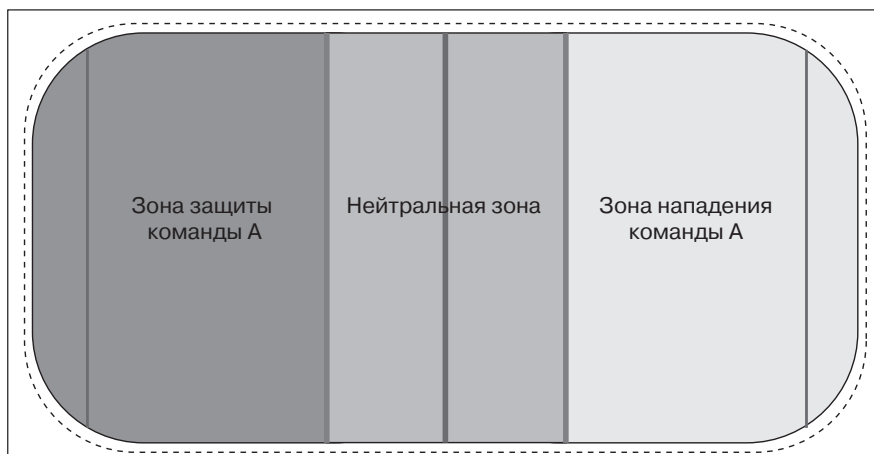 Зона защиты
команды А
Нейтральная зона
Зона нападения
команды А